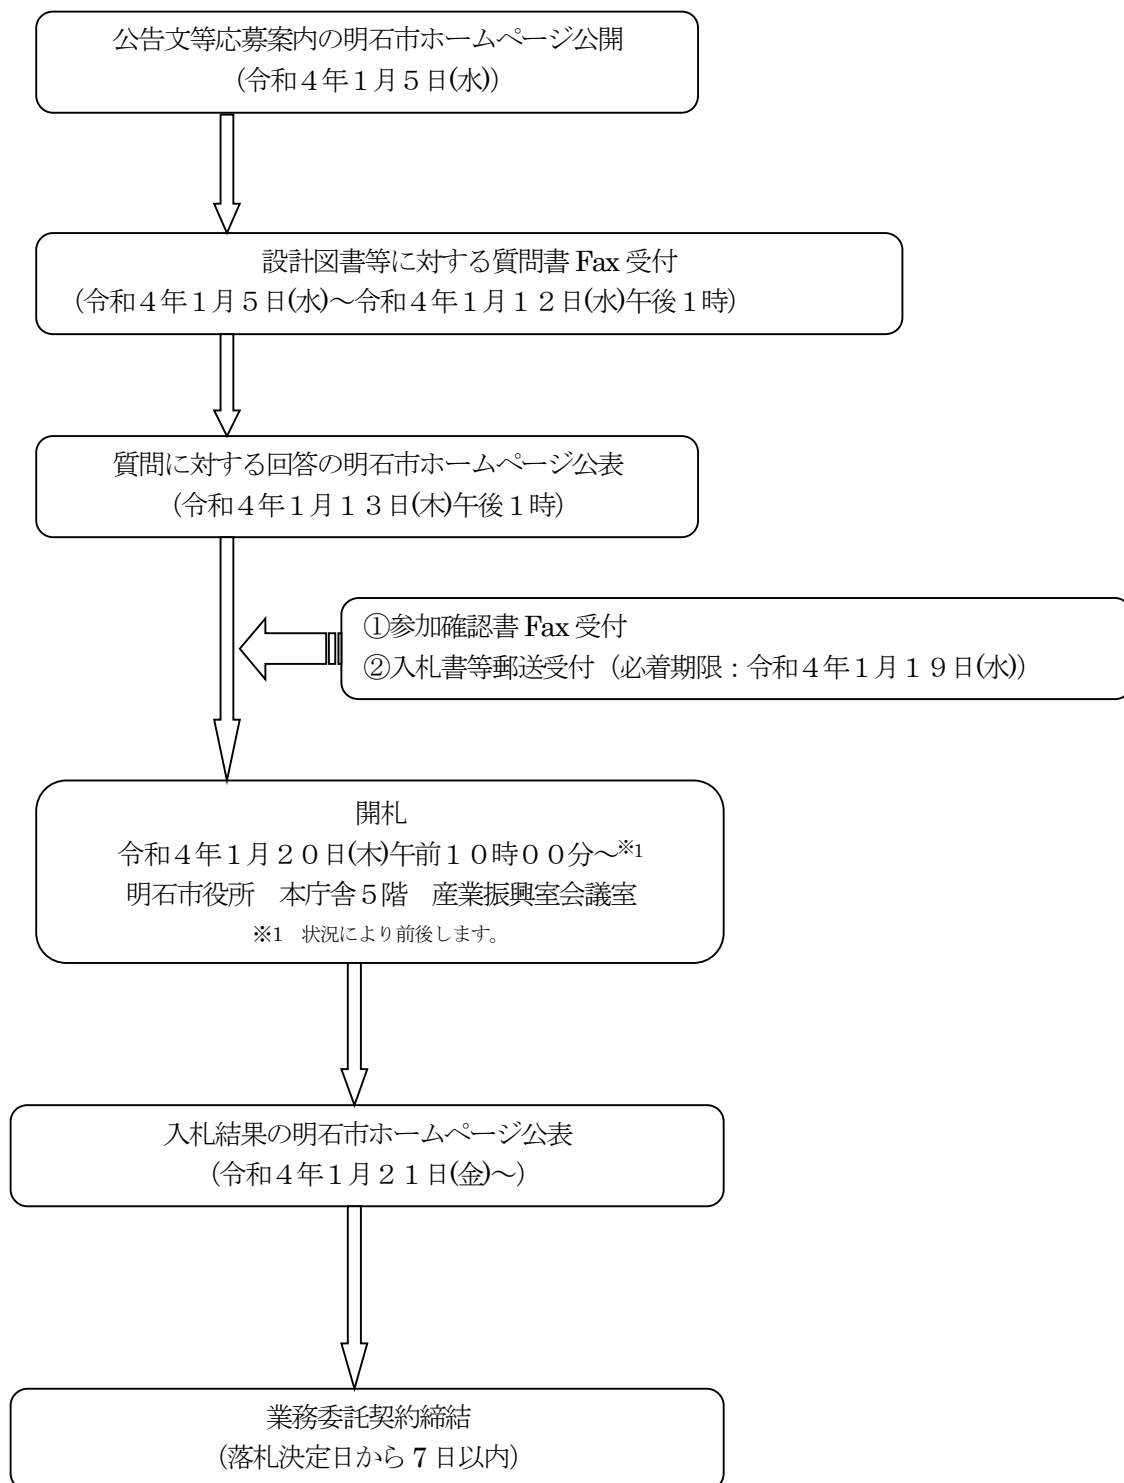 公告文等応募案内の明石市ホームページ公開
（令和４年１月５日(水)）
設計図書等に対する質問書 Fax 受付
（令和４年１月５日(水)～令和４年１月１２日(水)午後１時）
質問に対する回答の明石市ホームページ公表
（令和４年１月１３日(木)午後１時）
①参加確認書 Fax 受付
②入札書等郵送受付（必着期限：令和４年１月１９日(水)）
開札
令和４年１月２０日(木)午前１０時００分～※1
明石市役所　本庁舎５階　産業振興室会議室
※1　状況により前後します。
入札結果の明石市ホームページ公表
（令和４年１月２１日(金)～）
業務委託契約締結
（落札決定日から 7 日以内）